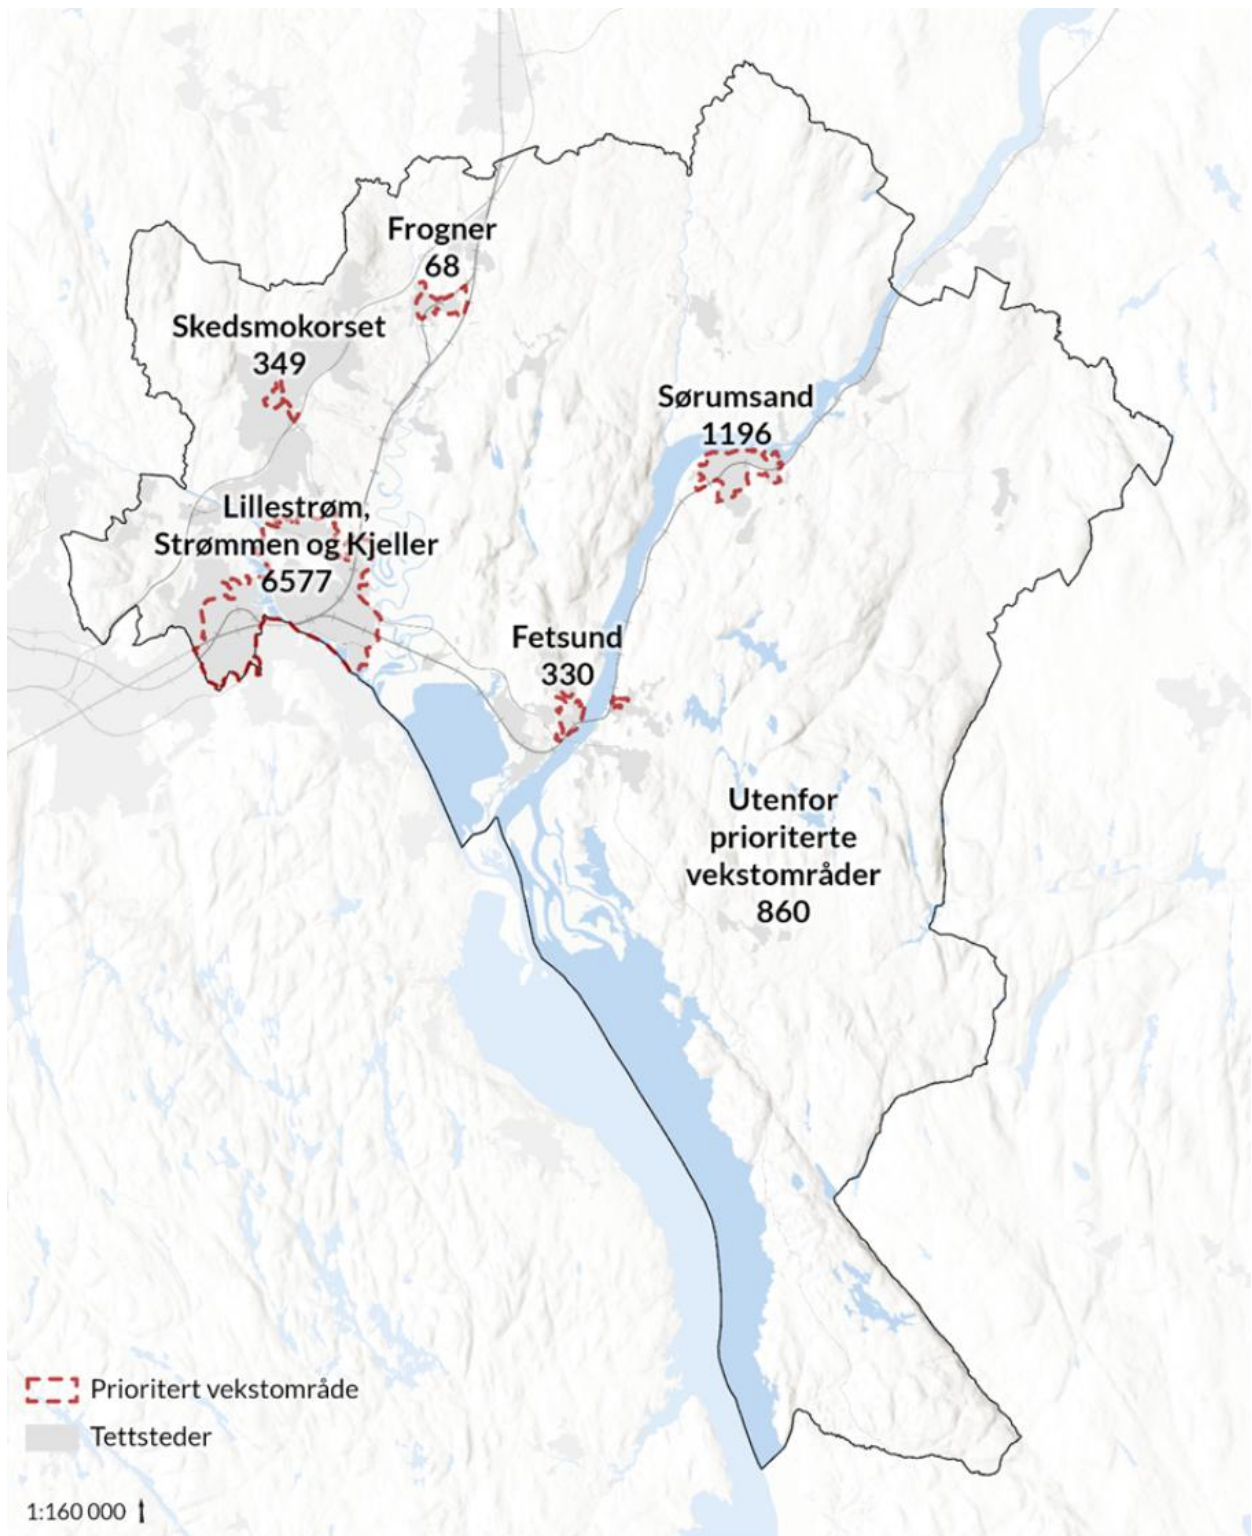 Frogner
68
Skedsmokorset
349
Sørumsand
1196
Lillestrøm,
Strømmen og Kjeller
6577
Fetsund
330
Utenfor
prioriterte
vekstområder
860
Prioritert vekstområde
Tettsteder
1:160 000